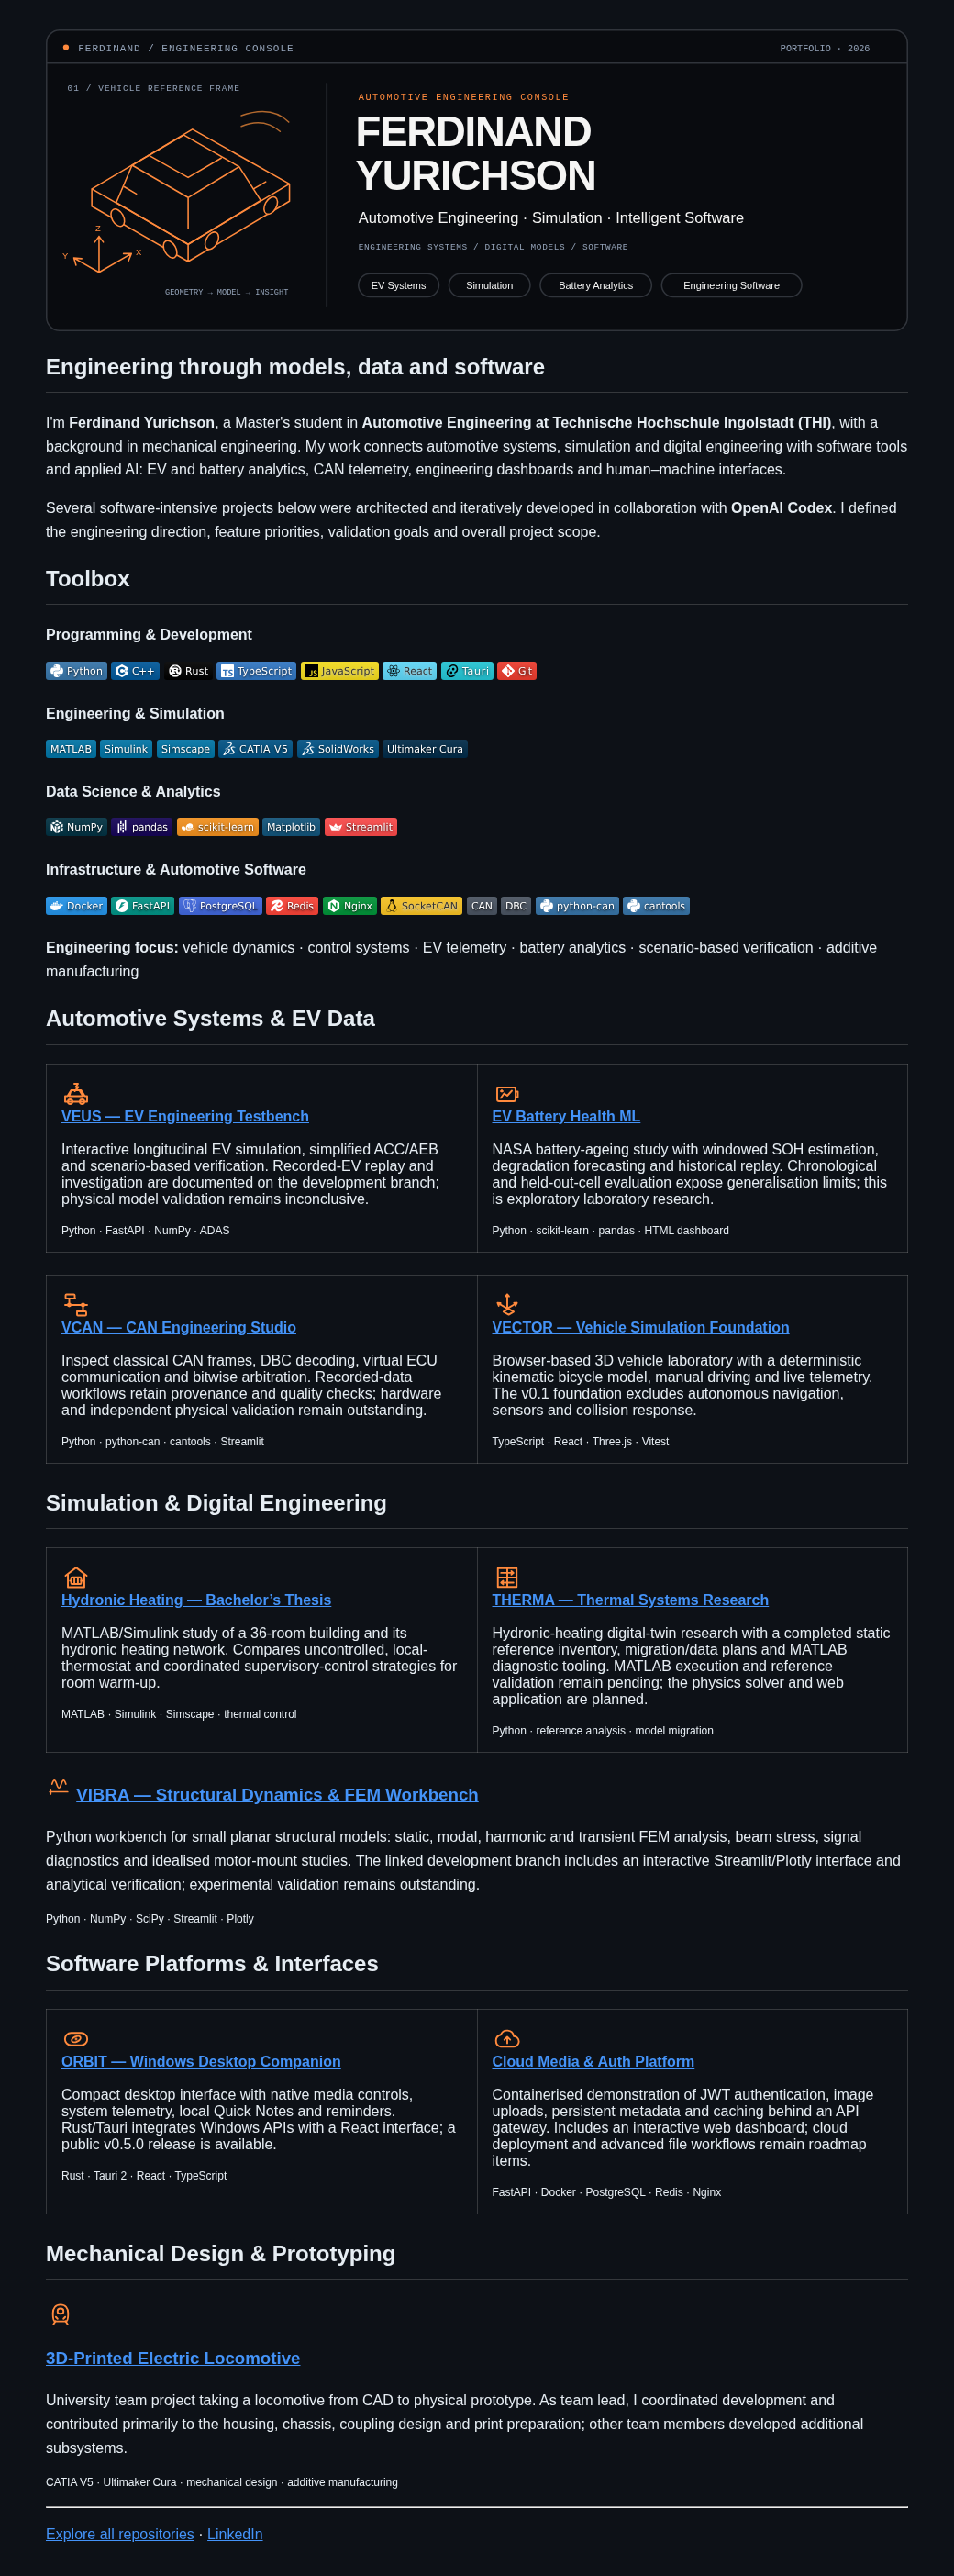 FERDINAND / ENGINEERING CONSOLE
PORTFOLIO · 2026
01 / VEHICLE REFERENCE FRAME
Z
Y
X
GEOMETRY → MODEL → INSIGHT
AUTOMOTIVE ENGINEERING CONSOLE
FERDINAND
YURICHSON
Automotive Engineering · Simulation · Intelligent Software
ENGINEERING SYSTEMS / DIGITAL MODELS / SOFTWARE
EV Systems Simulation Battery Analytics Engineering Software
Engineering through models, data and software
I'm Ferdinand Yurichson, a Master's student in Automotive Engineering at Technische Hochschule Ingolstadt (THI), with a
background in mechanical engineering. My work connects automotive systems, simulation and digital engineering with software tools
and applied AI: EV and battery analytics, CAN telemetry, engineering dashboards and human–machine interfaces.
Several software-intensive projects below were architected and iteratively developed in collaboration with OpenAI Codex. I defined
the engineering direction, feature priorities, validation goals and overall project scope.
Toolbox
Programming & Development
Python C++ Rust TS TypeScript JS JavaScript React Tauri Git
Engineering & Simulation
MATLAB Simulink Simscape CATIA V5 SolidWorks Ultimaker Cura
Data Science & Analytics
NumPy pandas scikit-learn Matplotlib Streamlit
Infrastructure & Automotive Software
Docker FastAPI PostgreSQL Redis Nginx SocketCAN CAN DBC python-can cantools
Engineering focus: vehicle dynamics · control systems · EV telemetry · battery analytics · scenario-based verification · additive
manufacturing
Automotive Systems & EV Data
VEUS — EV Engineering Testbench
Interactive longitudinal EV simulation, simplified ACC/AEB
and scenario-based verification. Recorded-EV replay and
investigation are documented on the development branch;
physical model validation remains inconclusive.
Python · FastAPI · NumPy · ADAS
EV Battery Health ML
NASA battery-ageing study with windowed SOH estimation,
degradation forecasting and historical replay. Chronological
and held-out-cell evaluation expose generalisation limits; this
is exploratory laboratory research.
Python · scikit-learn · pandas · HTML dashboard
VCAN — CAN Engineering Studio
Inspect classical CAN frames, DBC decoding, virtual ECU
communication and bitwise arbitration. Recorded-data
workflows retain provenance and quality checks; hardware
and independent physical validation remain outstanding.
Python · python-can · cantools · Streamlit
VECTOR — Vehicle Simulation Foundation
Browser-based 3D vehicle laboratory with a deterministic
kinematic bicycle model, manual driving and live telemetry.
The v0.1 foundation excludes autonomous navigation,
sensors and collision response.
TypeScript · React · Three.js · Vitest
Simulation & Digital Engineering
Hydronic Heating — Bachelor’s Thesis
MATLAB/Simulink study of a 36-room building and its
hydronic heating network. Compares uncontrolled, local-
thermostat and coordinated supervisory-control strategies for
room warm-up.
MATLAB · Simulink · Simscape · thermal control
THERMA — Thermal Systems Research
Hydronic-heating digital-twin research with a completed static
reference inventory, migration/data plans and MATLAB
diagnostic tooling. MATLAB execution and reference
validation remain pending; the physics solver and web
application are planned.
Python · reference analysis · model migration
VIBRA — Structural Dynamics & FEM Workbench
Python workbench for small planar structural models: static, modal, harmonic and transient FEM analysis, beam stress, signal
diagnostics and idealised motor-mount studies. The linked development branch includes an interactive Streamlit/Plotly interface and
analytical verification; experimental validation remains outstanding.
Python · NumPy · SciPy · Streamlit · Plotly
Software Platforms & Interfaces
ORBIT — Windows Desktop Companion
Compact desktop interface with native media controls,
system telemetry, local Quick Notes and reminders.
Rust/Tauri integrates Windows APIs with a React interface; a
public v0.5.0 release is available.
Rust · Tauri 2 · React · TypeScript
Cloud Media & Auth Platform
Containerised demonstration of JWT authentication, image
uploads, persistent metadata and caching behind an API
gateway. Includes an interactive web dashboard; cloud
deployment and advanced file workflows remain roadmap
items.
FastAPI · Docker · PostgreSQL · Redis · Nginx
Mechanical Design & Prototyping
3D-Printed Electric Locomotive
University team project taking a locomotive from CAD to physical prototype. As team lead, I coordinated development and
contributed primarily to the housing, chassis, coupling design and print preparation; other team members developed additional
subsystems.
CATIA V5 · Ultimaker Cura · mechanical design · additive manufacturing
Explore all repositories · LinkedIn